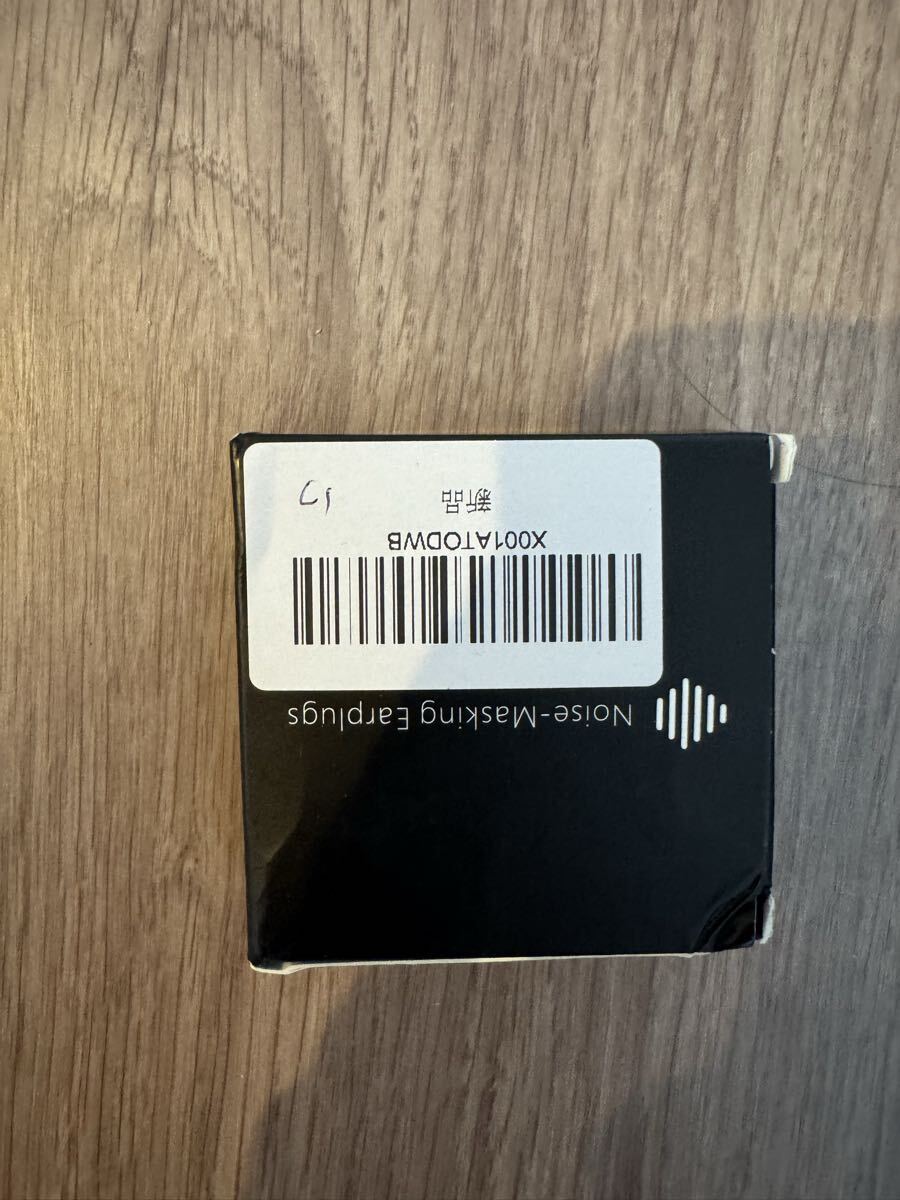 Noise-Masking Earplugs
X001ATODWB
新品